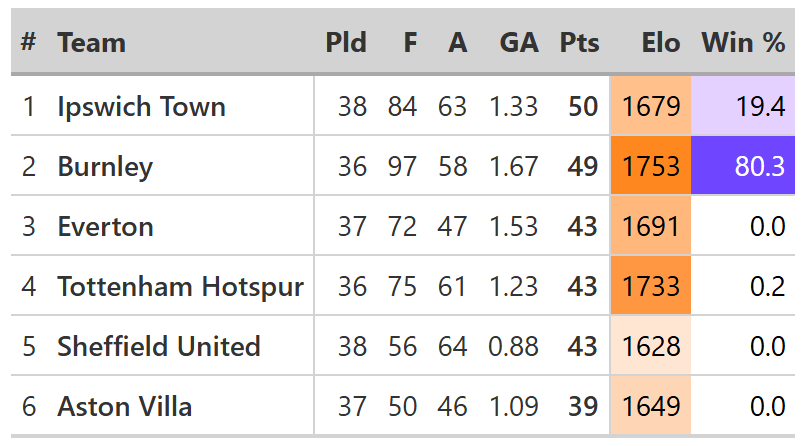 # Team Pld F A GA Pts Elo Win %
1 Ipswich Town 38 84 63 1.33 50 1679 19.4
2 Burnley 36 97 58 1.67 49 1753 80.3
3 Everton 37 72 47 1.53 43 1691 0.0
4 Tottenham Hotspur 36 75 61 1.23 43 1733 0.2
5 Sheffield United 38 56 64 0.88 43 1628 0.0
6 Aston Villa 37 50 46 1.09 39 1649 0.0